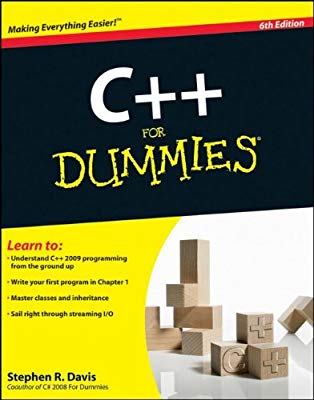 Making Everything Easier!™
6th Edition
C++
FOR
DUMMIES®
Learn to:
• Understand C++ 2009 programming
from the ground up
• Write your first program in Chapter 1
• Master classes and inheritance
• Sail right through streaming I/O
C + +
Stephen R. Davis
Coauthor of C# 2008 For Dummies